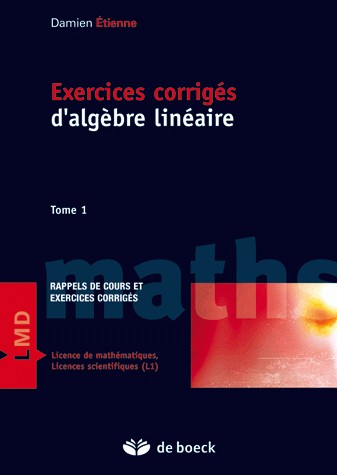 Damien Étienne
Exercices corrigés
d'algèbre linéaire
Tome 1
maths
RAPPELS DE COURS ET
EXERCICES CORRIGÉS
LMD
Licence de mathématiques,
Licences scientifiques (L1)
de boeck